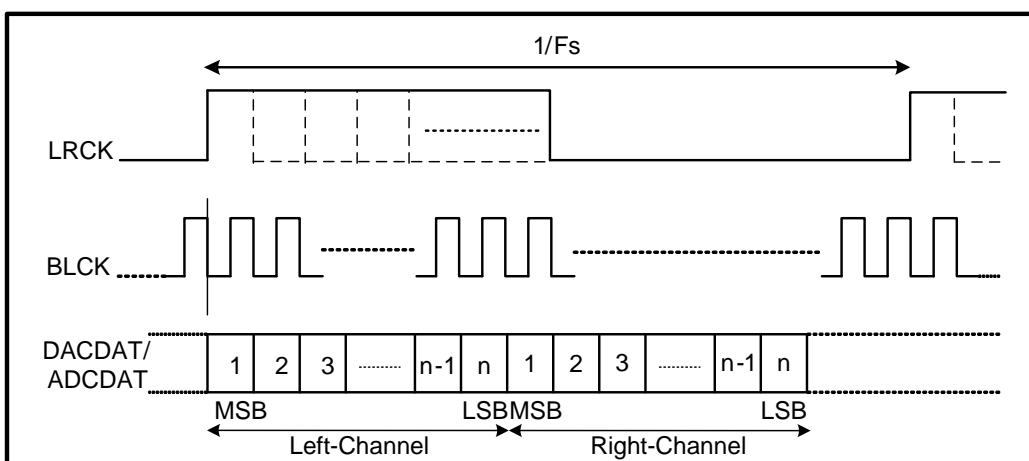 1/Fs
LRCK
BLCK
DACDAT/
ADCDAT
1 2 3 n-1 n 1 2 3 n-1 n
MSB LSB MSB LSB
Left-Channel Right-Channel